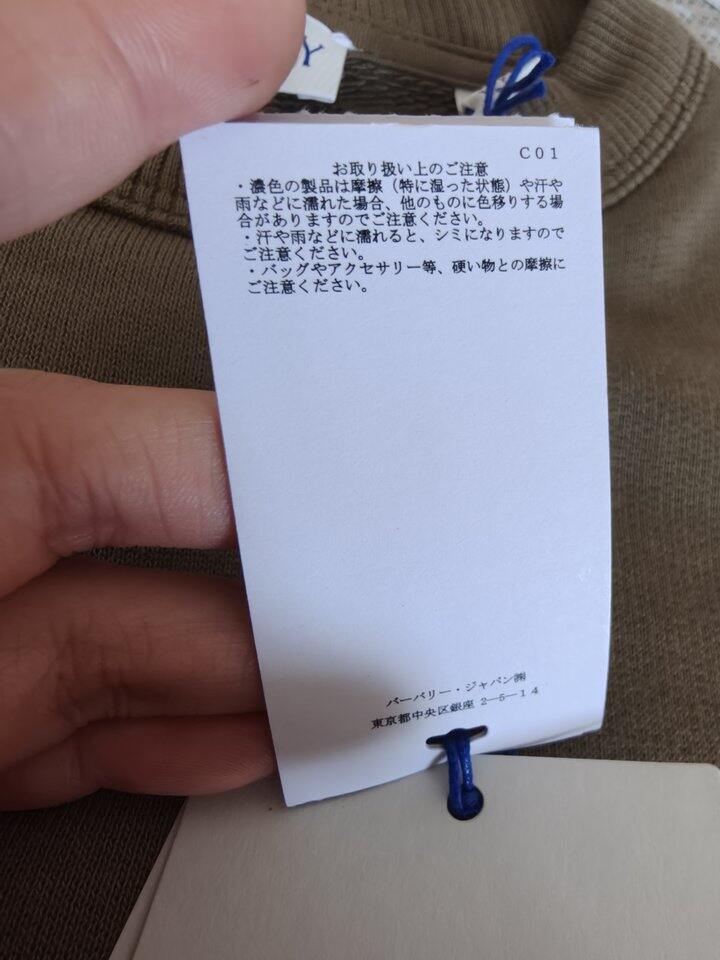 Y
C01
お取り扱い上のご注意
・濃色の製品は摩擦（特に湿った状態）や汗や
雨などに濡れた場合、他のものに色移りする場
合がありますのでご注意ください。
・汗や雨などに濡れると、シミになりますので
ご注意ください。
・バッグやアクセサリー等、硬い物との摩擦に
ご注意ください。
バーバリー・ジャパン㈱
東京都中央区銀座 2―5―14